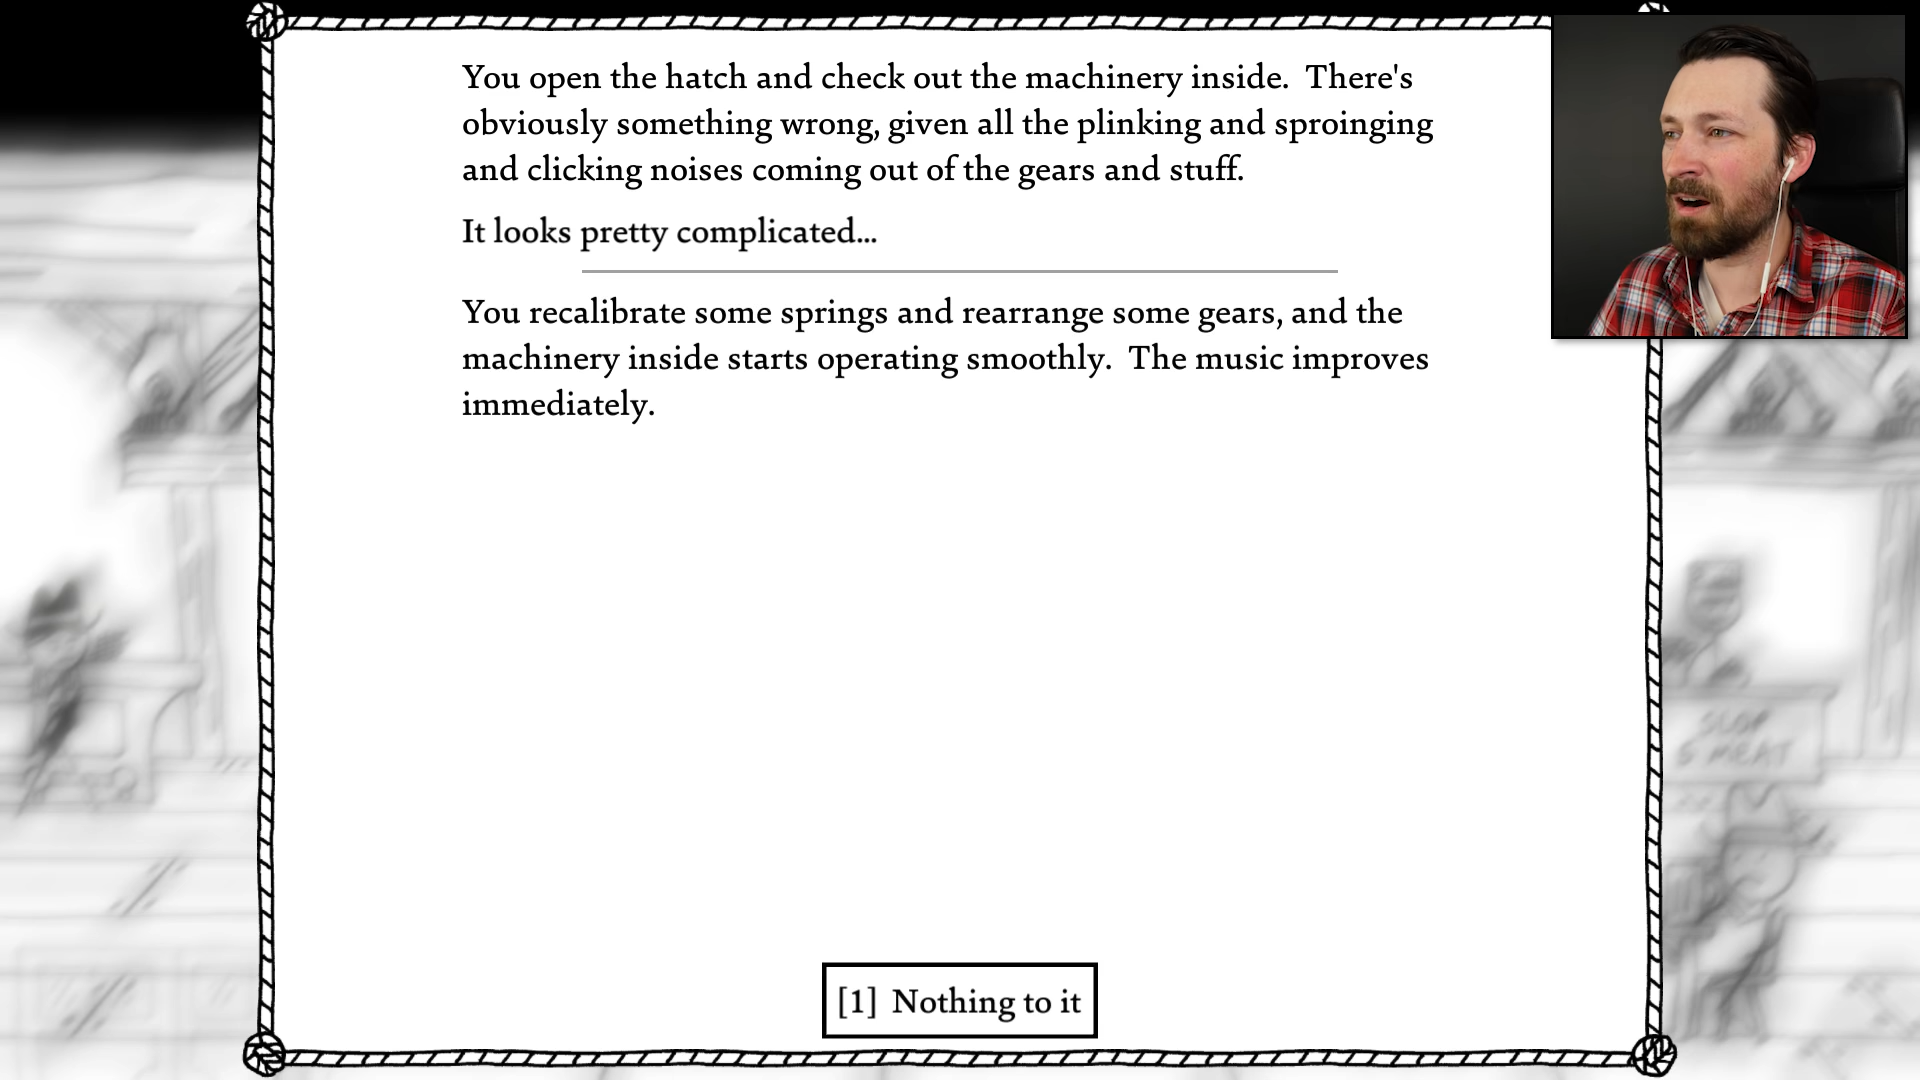 You open the hatch and check out the machinery inside.  There's
obviously something wrong, given all the plinking and sproinging
and clicking noises coming out of the gears and stuff.
It looks pretty complicated...
You recalibrate some springs and rearrange some gears, and the
machinery inside starts operating smoothly.  The music improves
immediately.
SLOP
& MEAT
[1]  Nothing to it